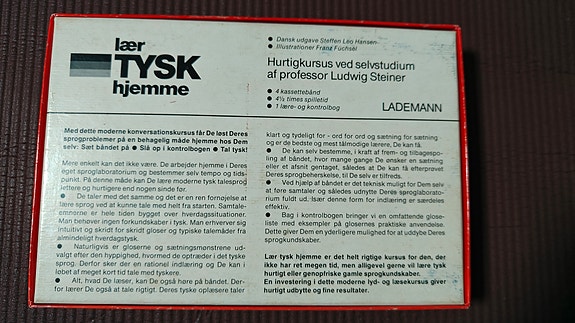 lær
TYSK
hjemme
● Dansk udgave Steffen Leo Hansen
● Illustrationer Franz Füchsel
Hurtigkursus ved selvstudium
af professor Ludwig Steiner
● 4 kassettebånd
● 4½ times spilletid
● 1 lære- og kontrolbog
LADEMANN
Med dette moderne konversationskursus får De løst Deres
sprogproblemer på en behagelig måde hjemme hos Dem
selv: Sæt båndet på ● Slå op i kontrolbogen ● Tal tysk!
Mere enkelt kan det ikke være. De arbejder hjemme i Deres
eget sproglaboratorium og bestemmer selv tempo og tids-
punkt. På denne måde kan De lære moderne tysk talesprog
lettere og hurtigere end nogen sinde før.
● De taler med det samme og det er en ren fornøjelse at
lære sprog ved at kunne tale med helt fra starten. Samtale-
emnerne er hele tiden bygget over hverdagssituationer.
Man behøver ingen forkundskaber i tysk. Man erhverver sig
intuitivt og skridt for skridt gloser og typiske talemåder fra
almindeligt hverdagstysk.
● Naturligvis er gloserne og sætningsmønstrene ud-
valgt efter den hyppighed, hvormed de optræder i det tyske
sprog. Derfor sker der en rationel indlæring og De kan i
løbet af meget kort tid tale med tyskere.
● Alt, hvad De læser, kan De også høre på båndet. Der-
for lærer De også at tale rigtigt. Deres tyske oplæsere taler
klart og tydeligt for - ord for ord og sætning for sætning -
og er de bedste og mest tålmodige lærere, De kan få.
● De kan selv bestemme, i kraft af frem- og tilbagespo-
ling af båndet, hvor mange gange De ønsker en sætning
eller et afsnit gentaget, således at De kan få efterprøvet
Deres sprogbeherskelse, til De selv er tilfreds.
● Ved hjælp af båndet er det teknisk muligt for Dem selv
at føre samtaler og således udnytte Deres sproglaborato-
rium fuldt ud. Især denne form for indlæring er særdeles
effektiv.
● Bag i kontrolbogen bringer vi en omfattende glose-
liste med eksempler på glosernes praktiske anvendelse.
Dette giver Dem en yderligere mulighed for at uddybe Deres
sprogkundskaber.
Lær tysk hjemme er det helt rigtige kursus for den, der
ikke har ret megen tid, men alligevel gerne vil lære tysk
hurtigt eller genopfriske gamle sprogkundskaber.
En investering i dette moderne lyd- og læsekursus giver
hurtigt udbytte og fine resultater.